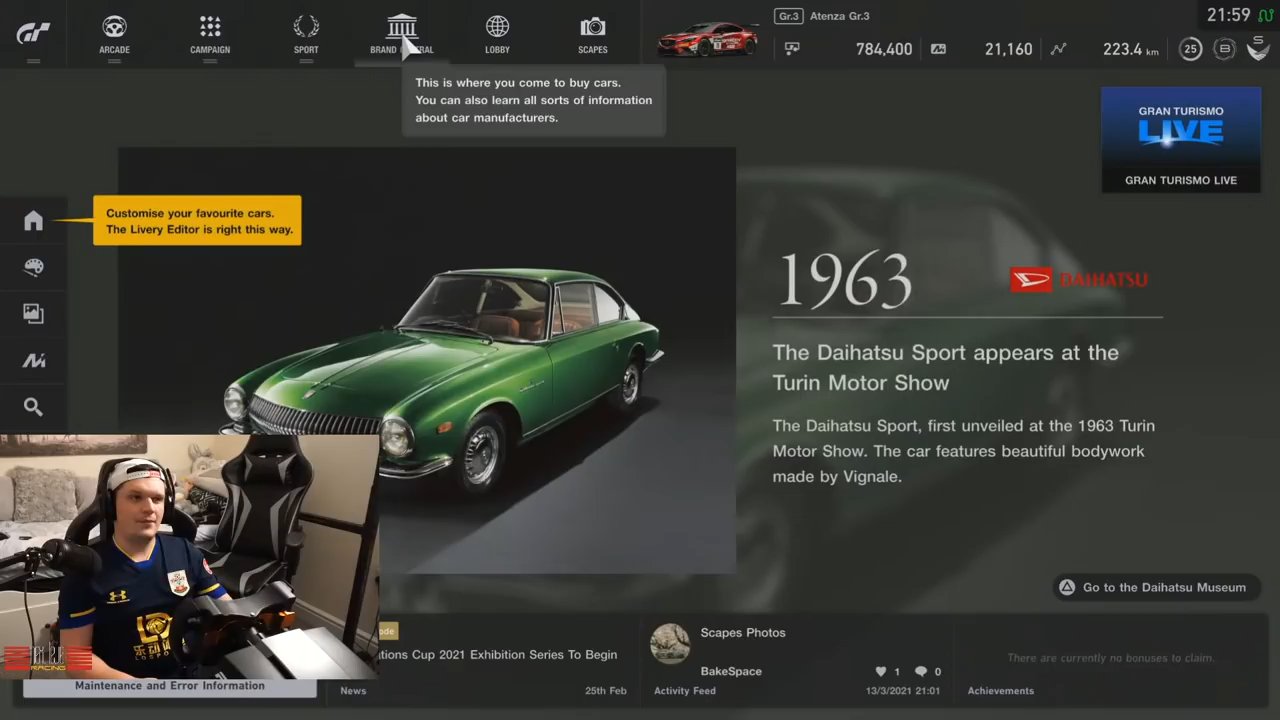 ARCADE
CAMPAIGN
SPORT
LOBBY
SCAPES
Gr.3 Atenza Gr.3
784,400
21,160
223.4 km
21:59
25
B
S
This is where you come to buy cars.
You can also learn all sorts of information
about car manufacturers.
GRAN TURISMO
LIVE
GRAN TURISMO LIVE
Customise your favourite cars.
The Livery Editor is right this way.
1963
DAIHATSU
The Daihatsu Sport appears at the
Turin Motor Show
The Daihatsu Sport, first unveiled at the 1963 Turin
Motor Show. The car features beautiful bodywork
made by Vignale.
Go to the Daihatsu Museum
Cup 2021 Exhibition Series To Begin
News
25th Feb
Scapes Photos
BakeSpace
1
0
Activity Feed
13/3/2021 21:01
There are currently no bonuses to claim.
Achievements
RACING
Maintenance and Error Information